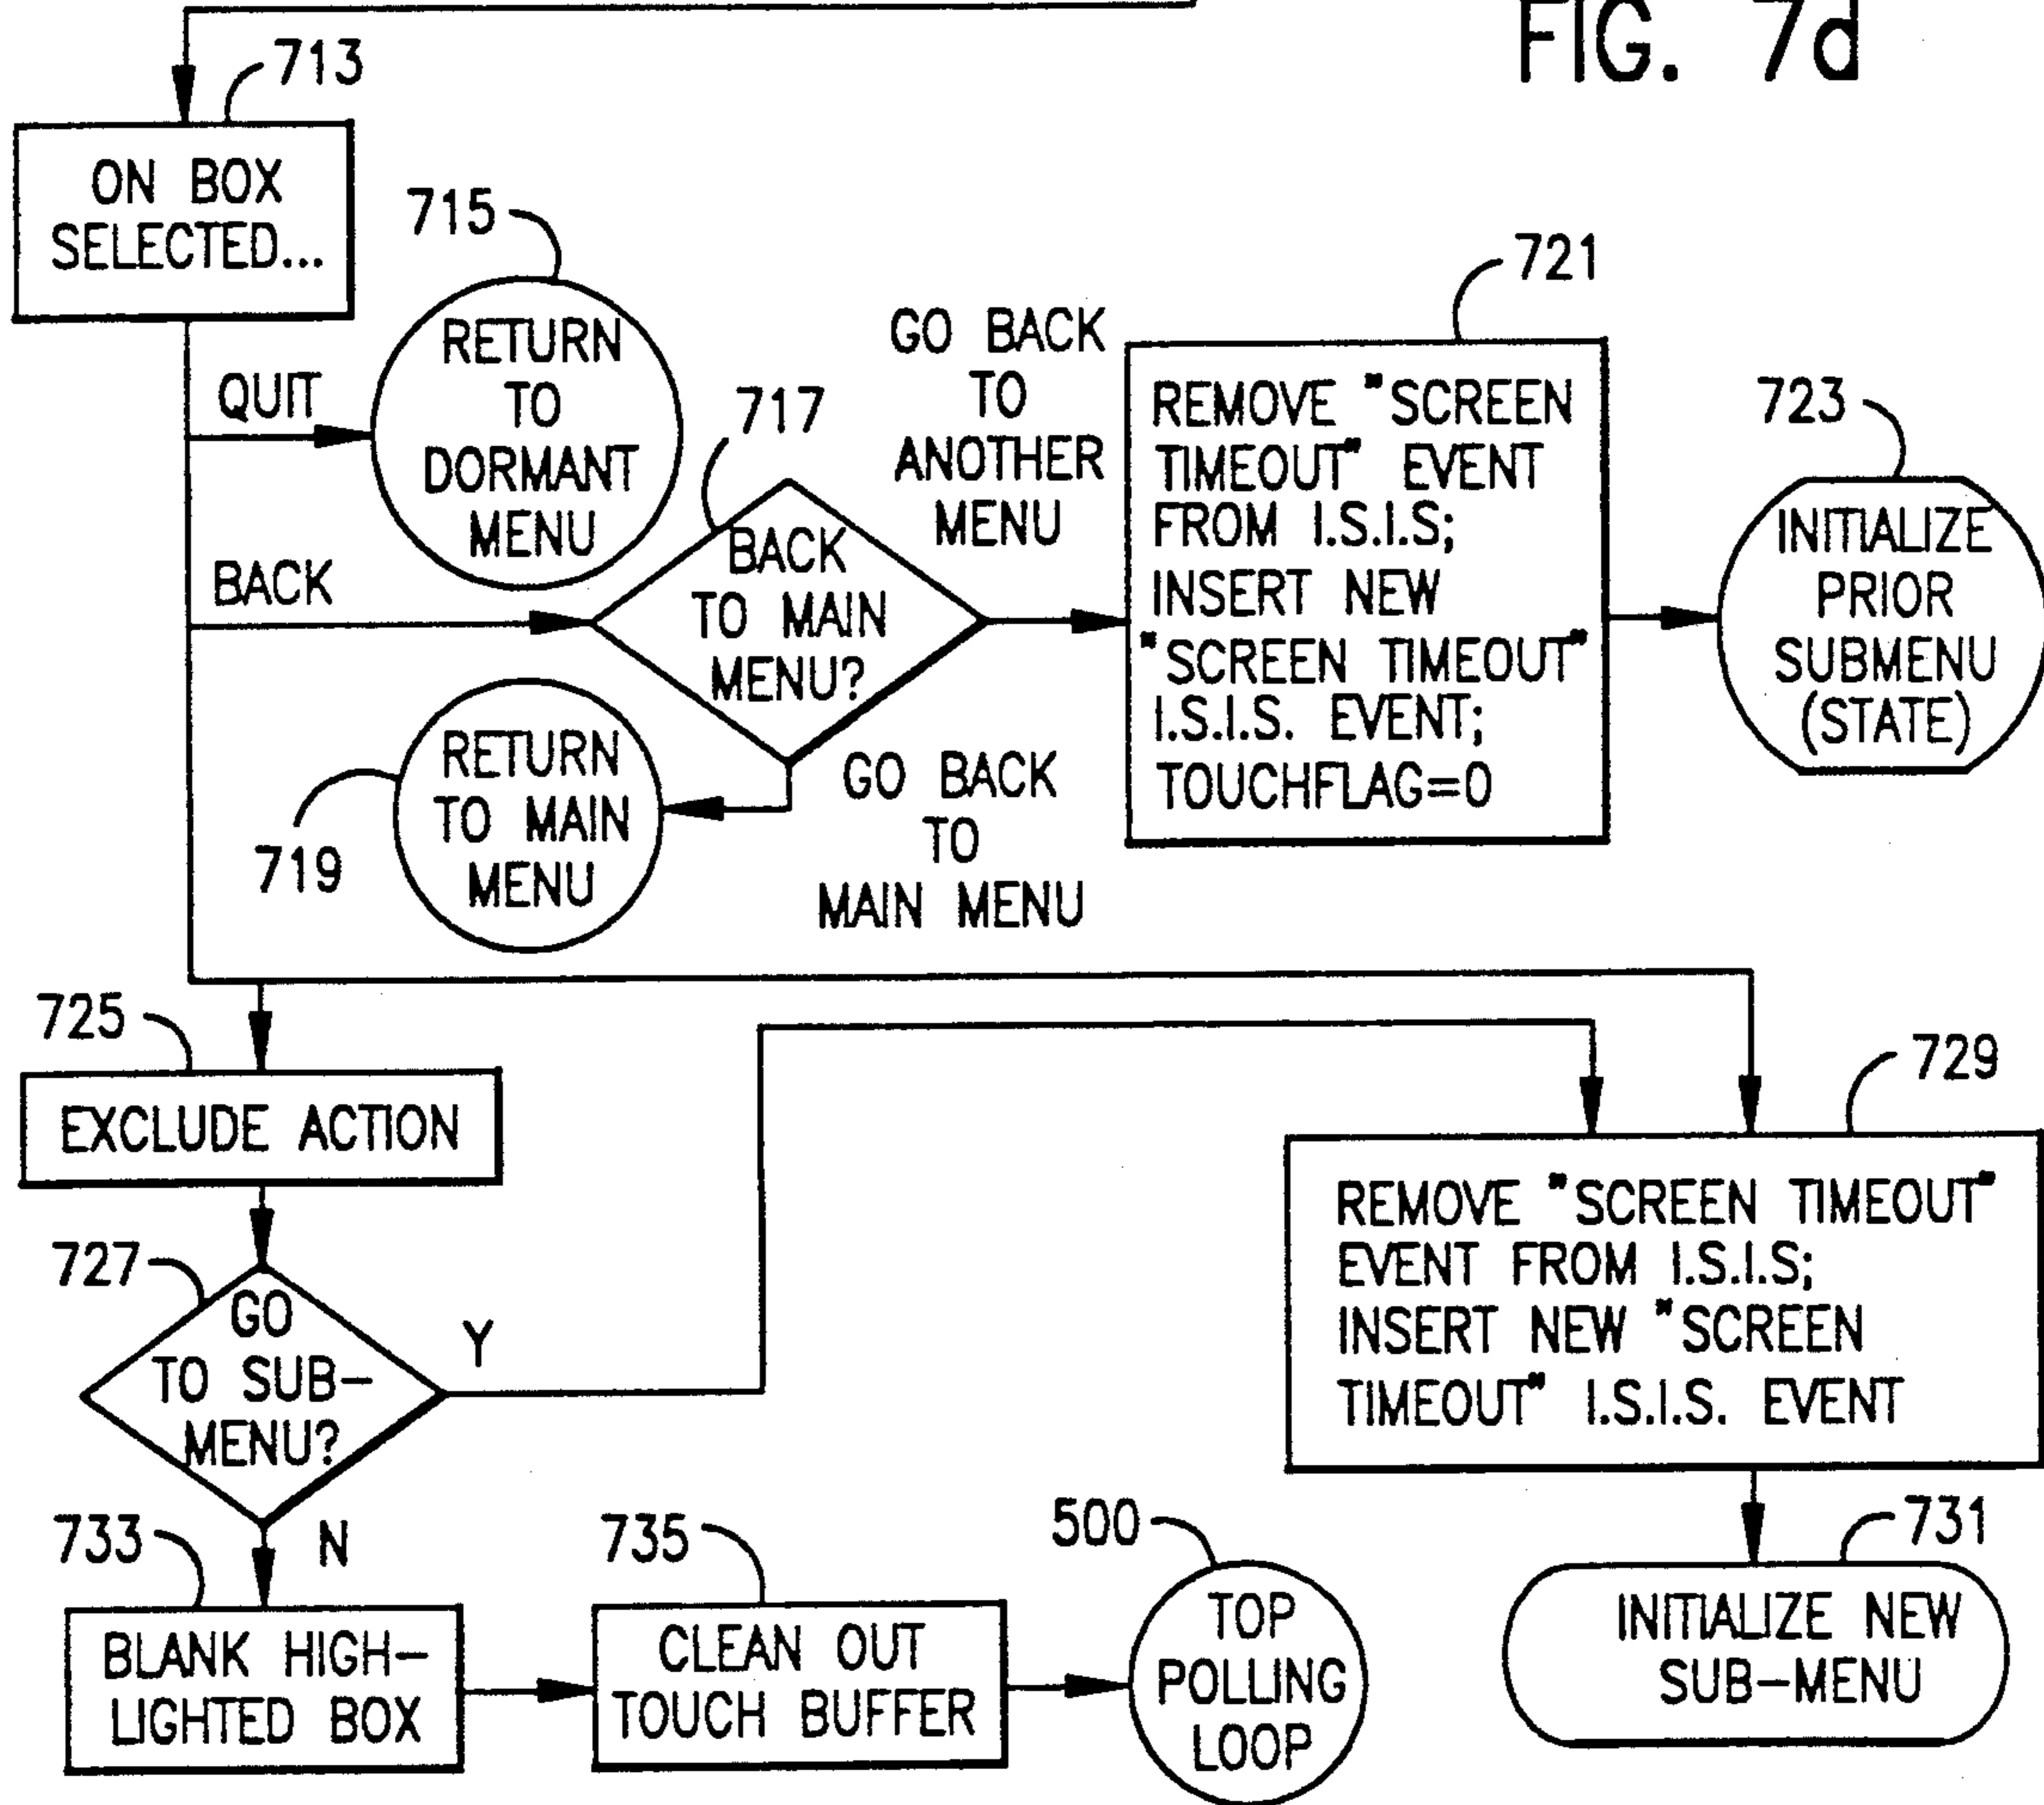 FIG. 7d
713
ON BOX
SELECTED...
715
RETURN
TO
DORMANT
MENU
QUIT
717
BACK
TO MAIN
MENU?
BACK
GO BACK
TO
ANOTHER
MENU
721
REMOVE "SCREEN
TIMEOUT" EVENT
FROM I.S.I.S;
INSERT NEW
"SCREEN TIMEOUT"
I.S.I.S. EVENT;
TOUCHFLAG=0
723
INITIALIZE
PRIOR
SUBMENU
(STATE)
719
RETURN
TO MAIN
MENU
GO BACK
TO
MAIN MENU
725
EXCLUDE ACTION
727
GO
TO SUB-
MENU?
Y
729
REMOVE "SCREEN TIMEOUT"
EVENT FROM I.S.I.S;
INSERT NEW "SCREEN
TIMEOUT" I.S.I.S. EVENT
N
733
BLANK HIGH-
LIGHTED BOX
735
CLEAN OUT
TOUCH BUFFER
500
TOP
POLLING
LOOP
731
INITIALIZE NEW
SUB-MENU